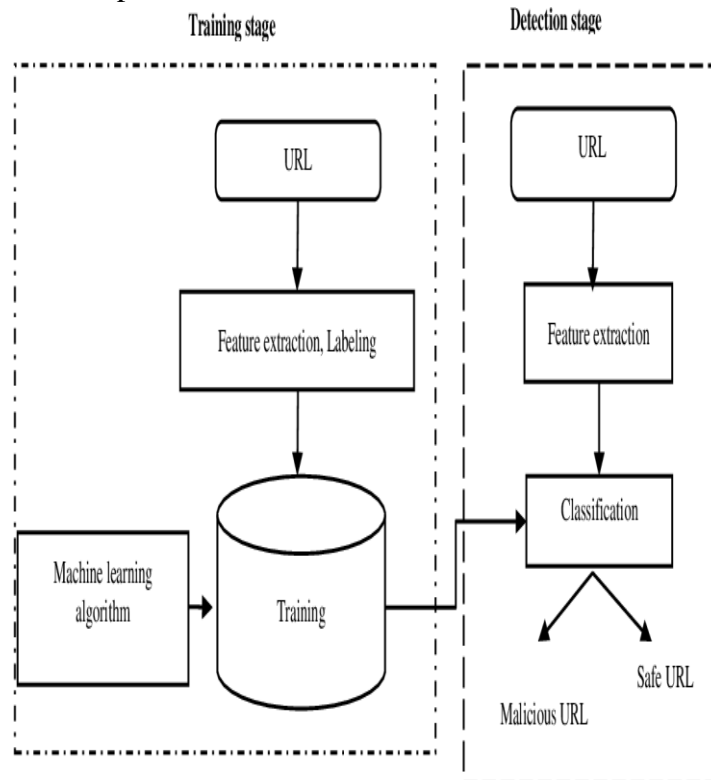 Training stage
Detection stage
URL
Feature extraction, Labeling
Machine learning
algorithm
Training
URL
Feature extraction
Classification
Malicious URL
Safe URL